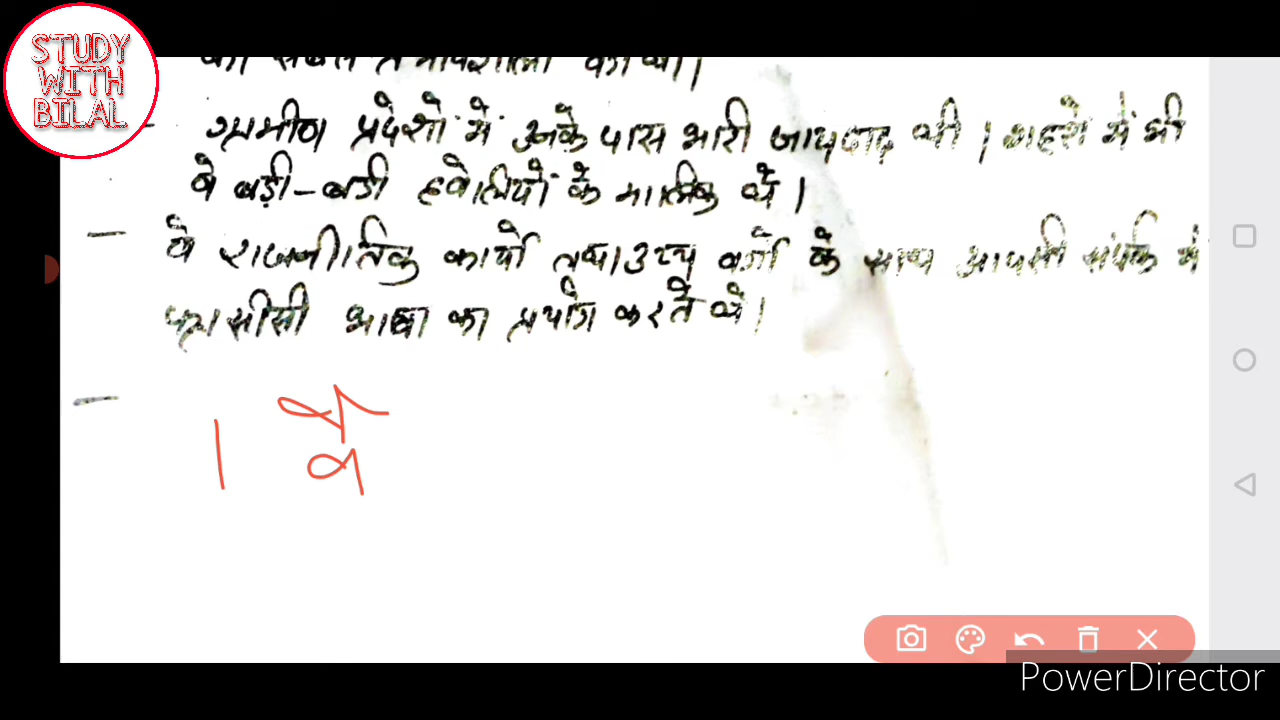 STUDY
WITH
BILAL
ग्रामीण प्रदेशों में उनके पास भारी जायदाद थी । शहरों में भी
वे बड़ी-बडी हवेलियों के मालिक थे ।
— वे राजनीतिक कार्यो तथा उच्च वर्गो के साथ आपसी संपर्क में
फ्रासीसी भाषा का प्रयोग करते थे ।
—
PowerDirector